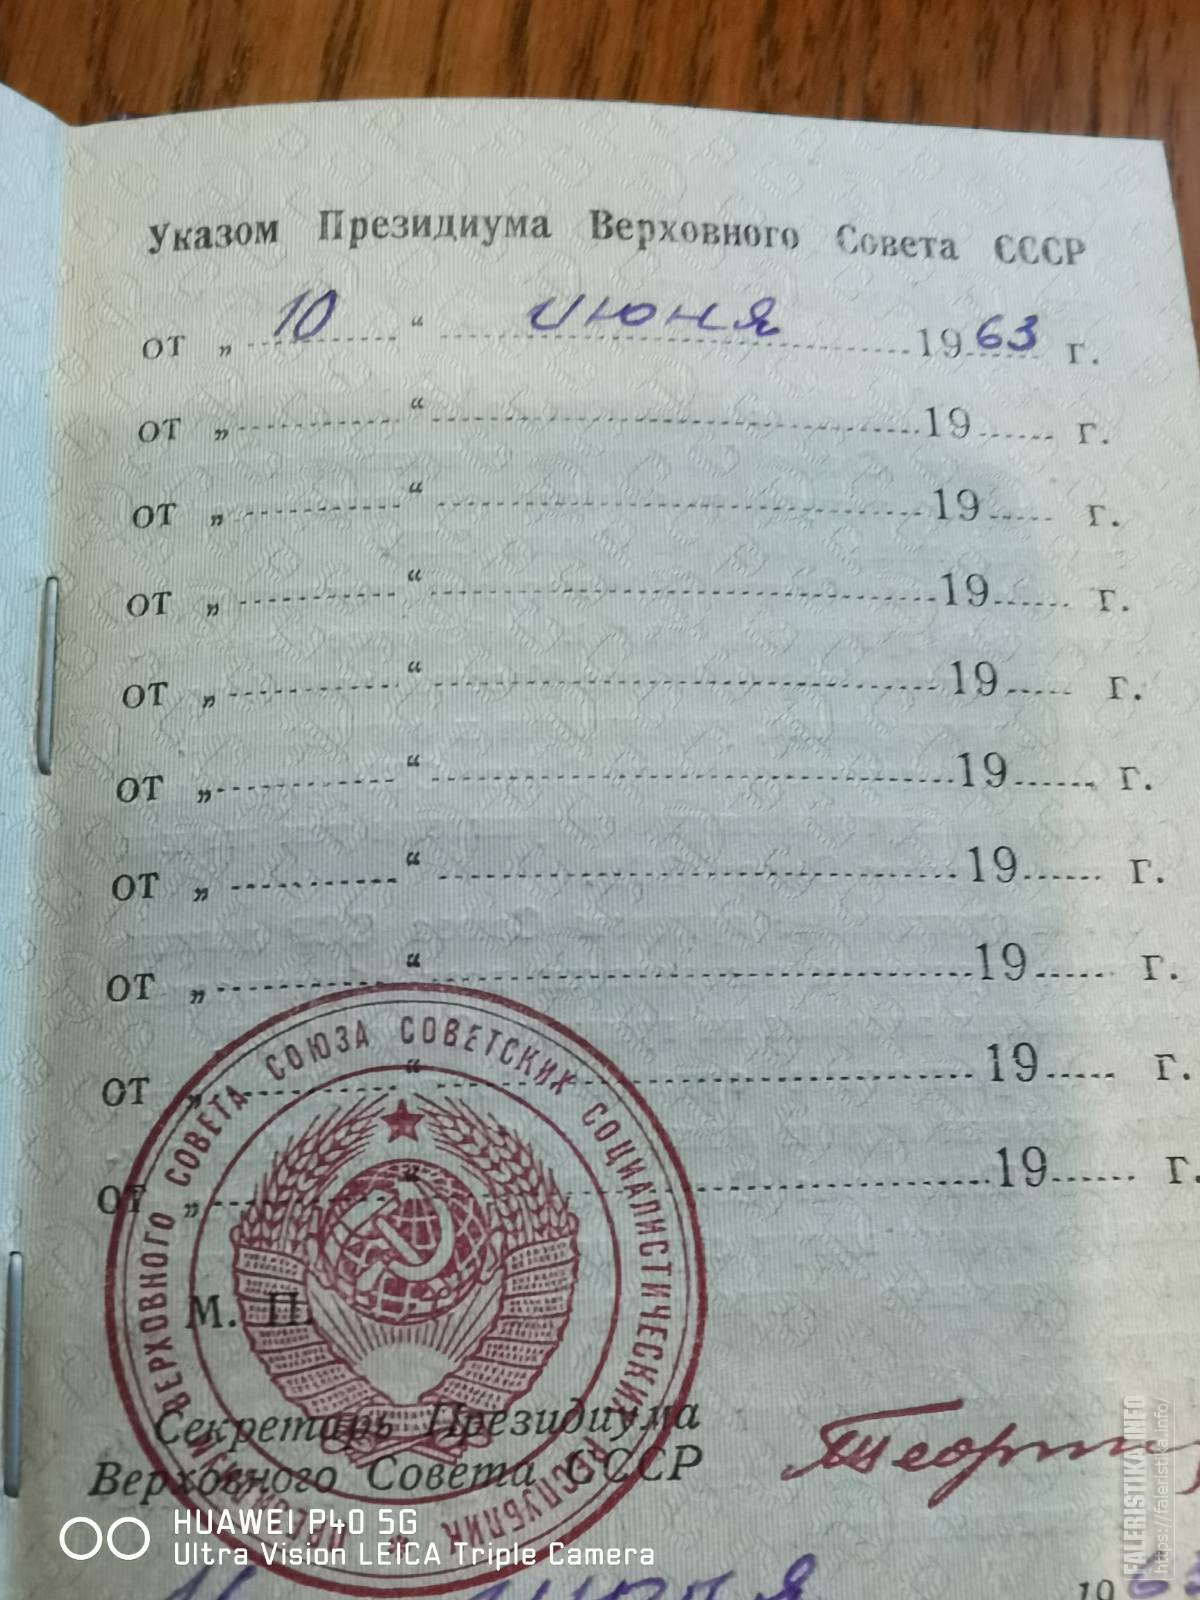 Указом Президиума Верховного Совета СССР
от „ 10 “ июня 1963 г.
от „ “ 19 г.
от „ “ 19 г.
от „ “ 19 г.
от „ “ 19 г.
от „ “ 19 г.
от „ “ 19 г.
от „ “ 19 г.
от „ “ 19 г.
от „ “ 19 г.
ВЕРХОВНОГО СОВЕТА СОЮЗА СОВЕТСКИХ СОЦИАЛИСТИЧЕСКИХ РЕСПУБЛИК ПРЕЗИДИУМ
М. П.
Секретарь Президиума
Верховного Совета СССР
HUAWEI P40 5G
Ultra Vision LEICA Triple Camera
FALERISTIKA.INFO
https://faleristika.info/